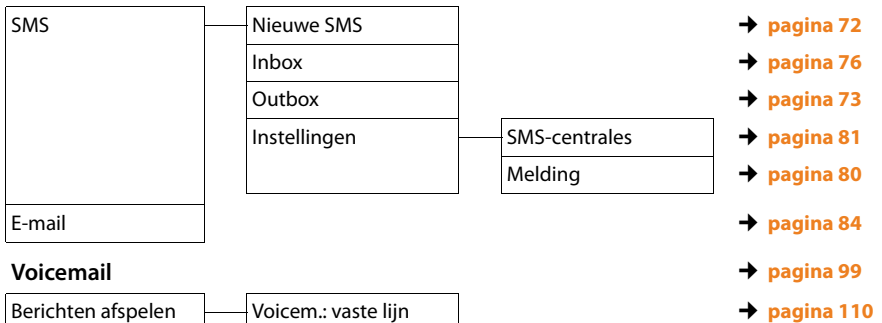 SMS Nieuwe SMS ➔ pagina 72
Inbox ➔ pagina 76
Outbox ➔ pagina 73
Instellingen SMS-centrales ➔ pagina 81
Melding ➔ pagina 80
E-mail ➔ pagina 84
Voicemail ➔ pagina 99
Berichten afspelen Voicem.: vaste lijn ➔ pagina 110